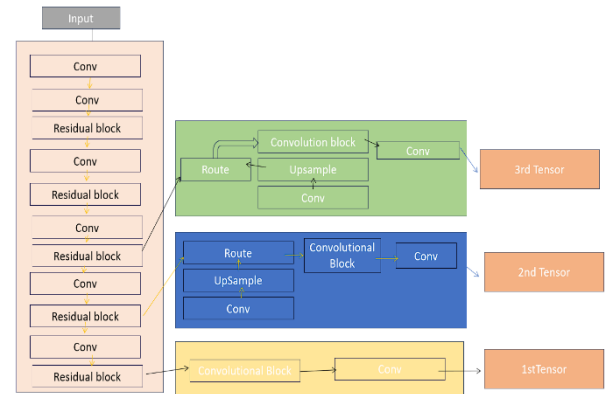 Input
Conv
Conv
Residual block
Conv
Residual block
Conv
Residual block
Conv
Residual block
Conv
Residual block
Convolution block
Conv
Route
Upsample
Conv
3rd Tensor
Route
Convolutional
Block
Conv
UpSample
Conv
2nd Tensor
Convolutional Block
Conv
1stTensor